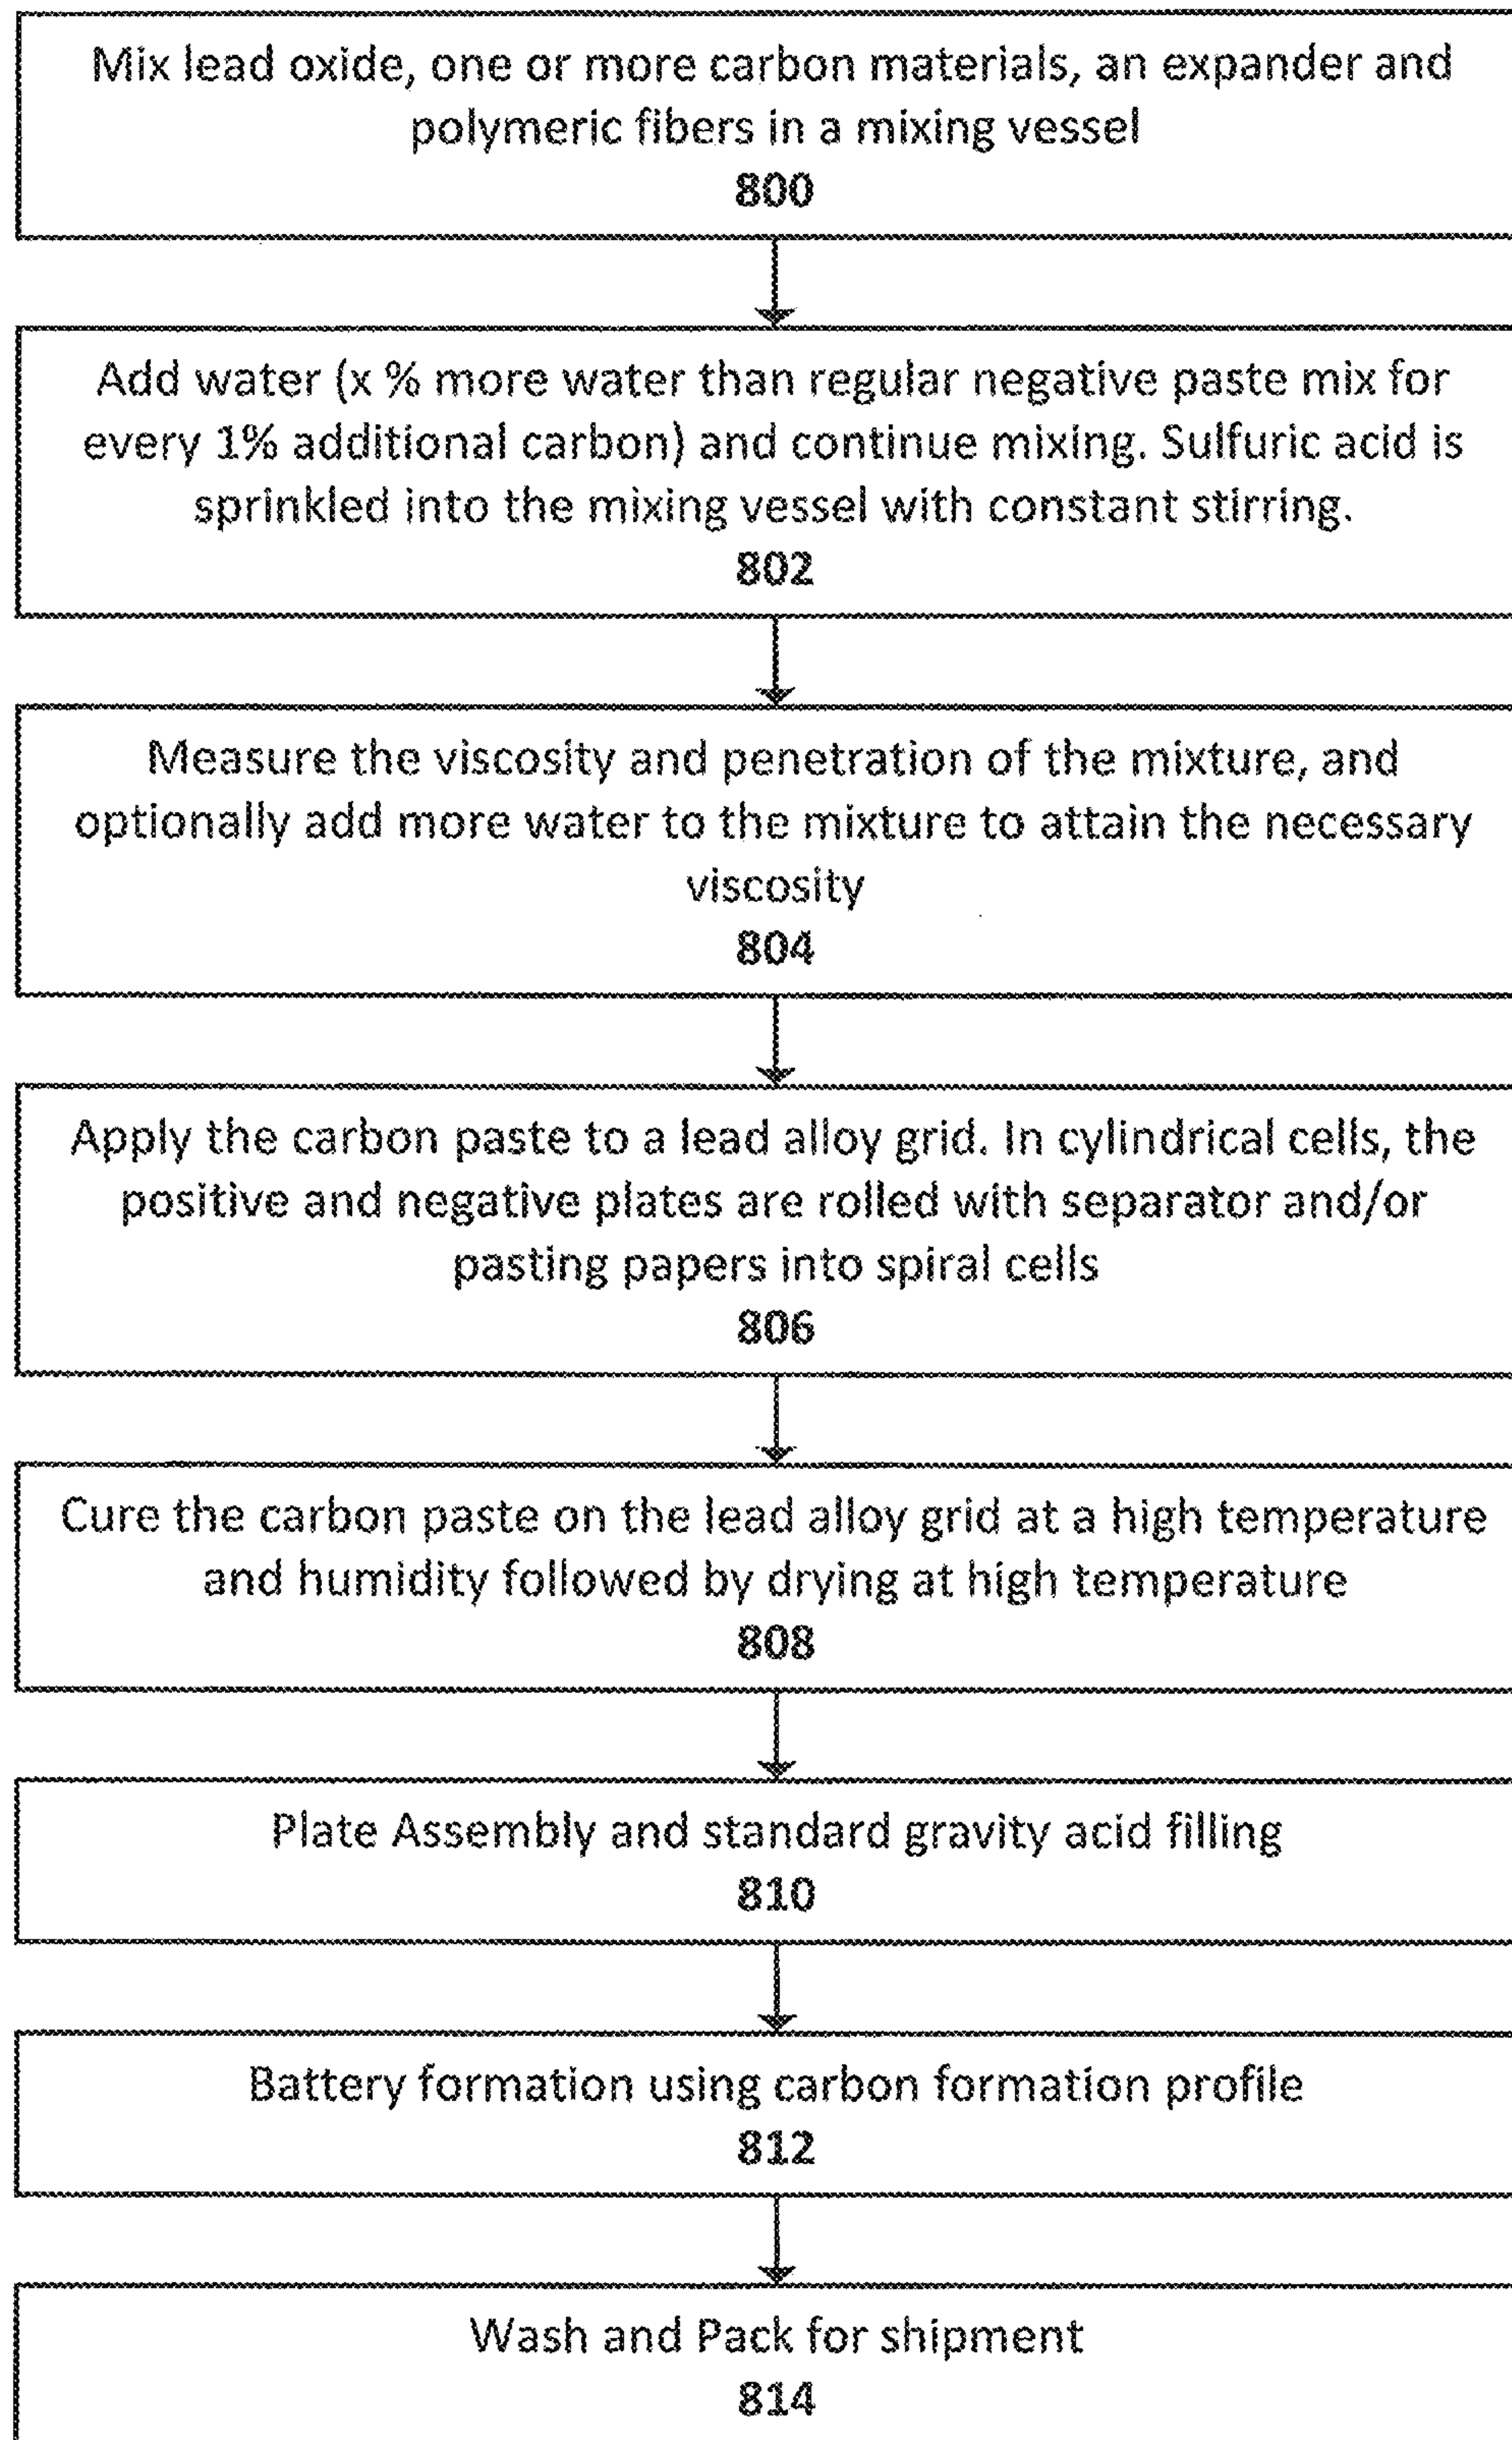 Mix lead oxide, one or more carbon materials, an expander and
polymeric fibers in a mixing vessel
800
Add water (x % more water than regular negative paste mix for
every 1% additional carbon) and continue mixing. Sulfuric acid is
sprinkled into the mixing vessel with constant stirring.
802
Measure the viscosity and penetration of the mixture, and
optionally add more water to the mixture to attain the necessary
viscosity
804
Apply the carbon paste to a lead alloy grid. In cylindrical cells, the
positive and negative plates are rolled with separator and/or
pasting papers into spiral cells
806
Cure the carbon paste on the lead alloy grid at a high temperature
and humidity followed by drying at high temperature
808
Plate Assembly and standard gravity acid filling
810
Battery formation using carbon formation profile
812
Wash and Pack for shipment
814